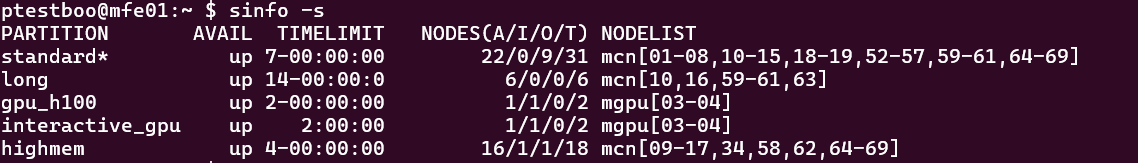 ptestboo@mfe01:~ $ sinfo -s
PARTITION       AVAIL  TIMELIMIT   NODES(A/I/O/T) NODELIST
standard*          up 7-00:00:00        22/0/9/31 mcn[01-08,10-15,18-19,52-57,59-61,64-69]
long               up 14-00:00:0          6/0/0/6 mcn[10,16,59-61,63]
gpu_h100           up 2-00:00:00          1/1/0/2 mgpu[03-04]
interactive_gpu    up    2:00:00          1/1/0/2 mgpu[03-04]
highmem            up 4-00:00:00        16/1/1/18 mcn[09-17,34,58,62,64-69]